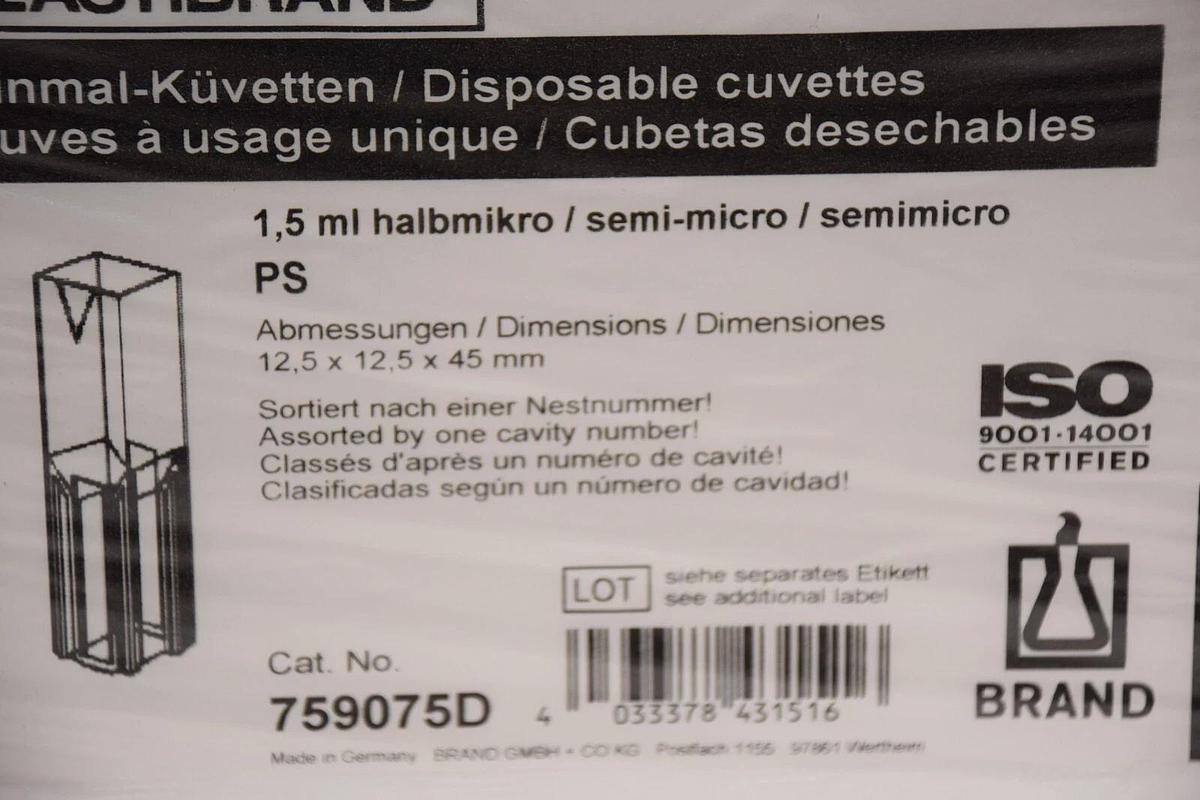 LASTIBRAND
inmal-Küvetten / Disposable cuvettes
uves à usage unique / Cubetas desechables
1,5 ml halbmikro / semi-micro / semimicro
PS
Abmessungen / Dimensions / Dimensiones
12,5 x 12,5 x 45 mm
Sortiert nach einer Nestnummer!
Assorted by one cavity number!
Classés d'après un numéro de cavité!
Clasificadas según un número de cavidad!
ISO
9001·14001
CERTIFIED
LOT siehe separates Etikett
see additional label
Cat. No.
759075D
4 033378 431516
BRAND
Made in Germany BRAND GMBH + CO KG Postfach 1155 97861 Wertheim